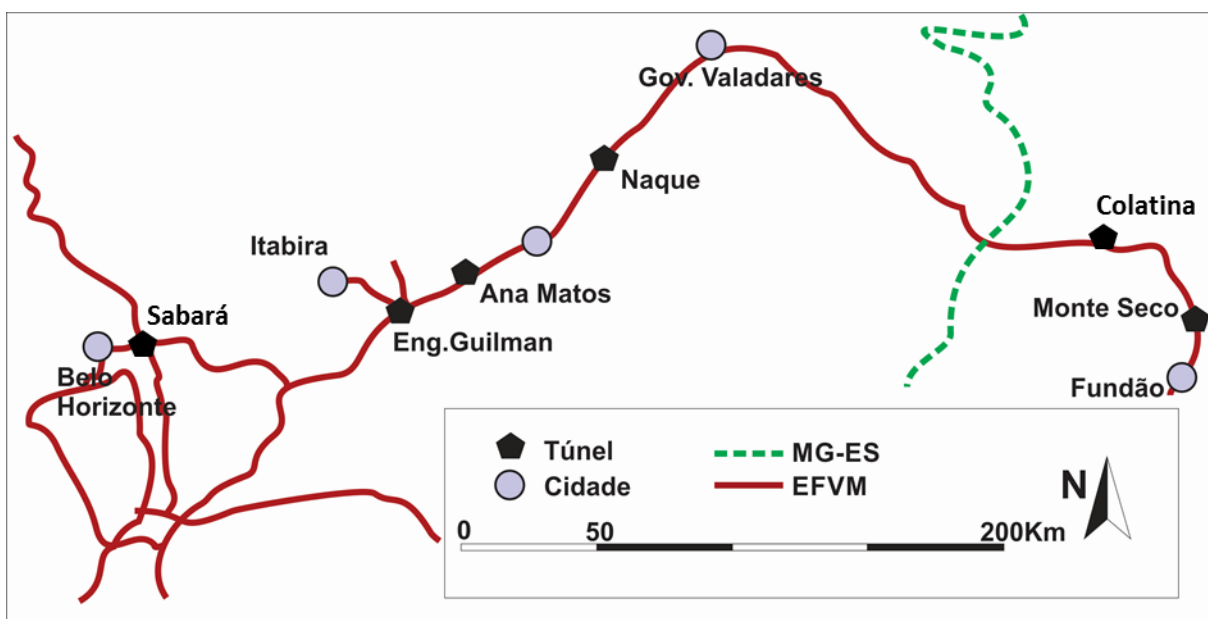 Gov. Valadares
Naque
Colatina
Itabira
Ana Matos
Sabará
Eng.Guilman
Monte Seco
Belo
Horizonte
Fundão
Túnel
MG-ES
Cidade
EFVM
N
0 50 200Km